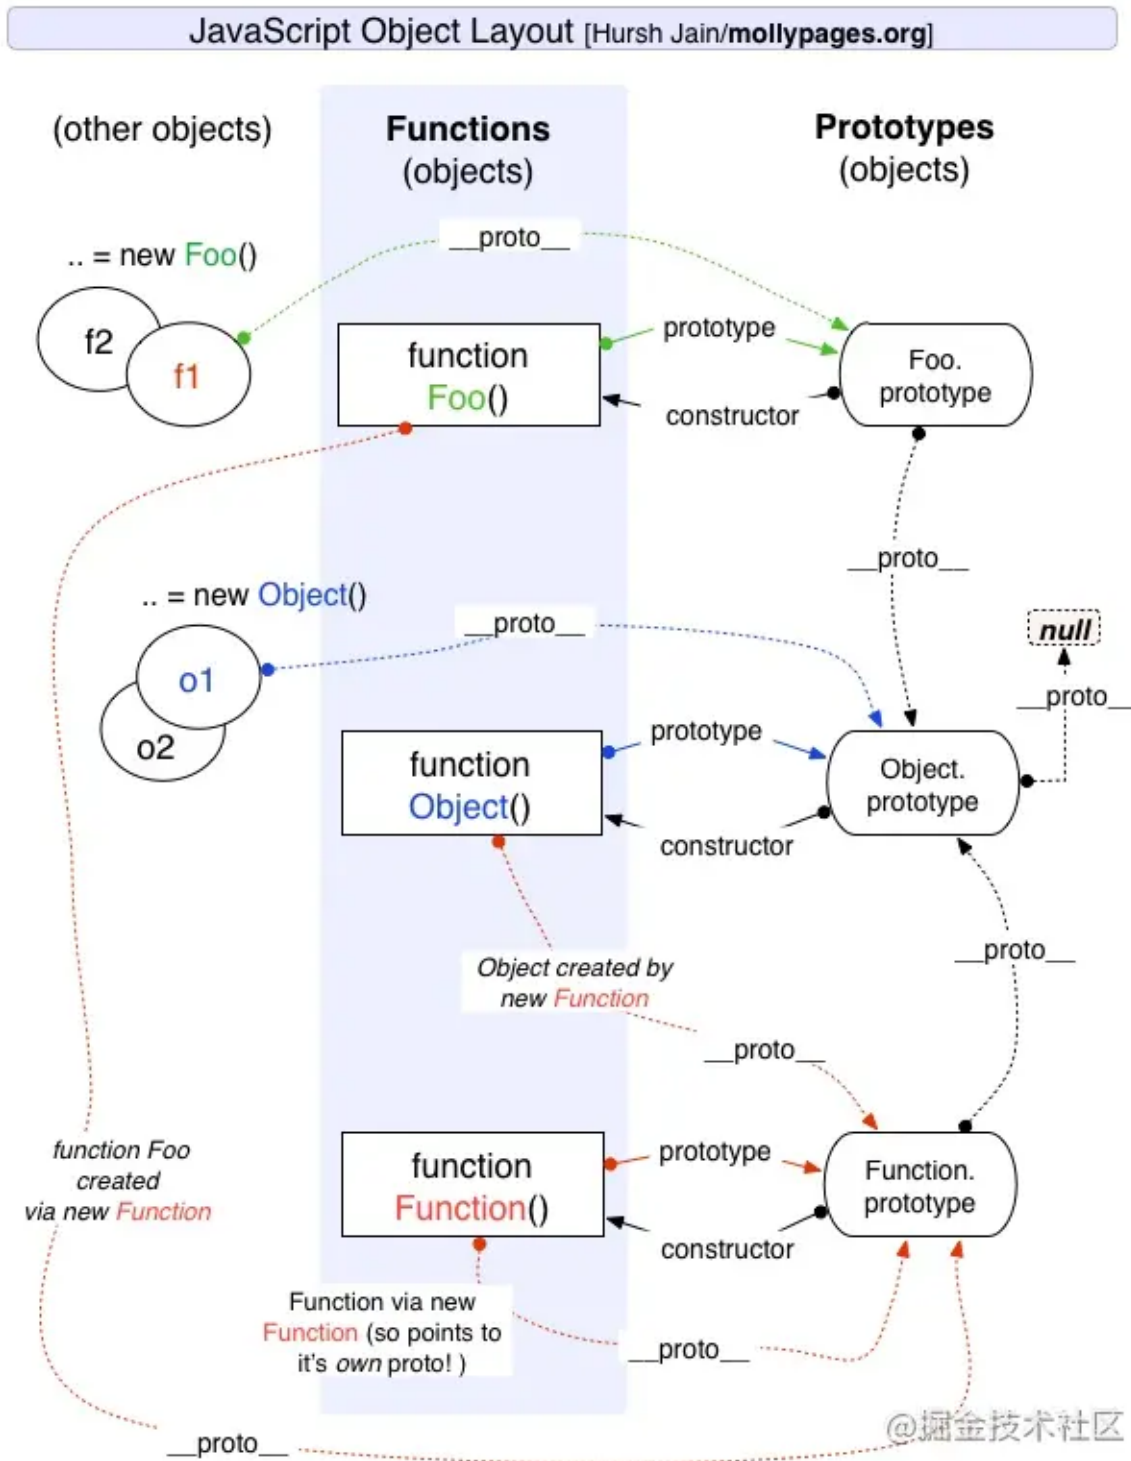 JavaScript Object Layout [Hursh Jain/mollypages.org]
(other objects)
Functions
(objects)
Prototypes
(objects)
__proto__
.. = new Foo()
f2
f1
function
Foo()
prototype
constructor
Foo.
prototype
__proto__
.. = new Object()
__proto__
null
__proto__
o1
o2
function
Object()
prototype
constructor
Object.
prototype
Object created by
new Function
__proto__
__proto__
function Foo
created
via new Function
function
Function()
prototype
constructor
Function.
prototype
Function via new
Function (so points to
it's own proto! )
__proto__
__proto__
@掘金技术社区